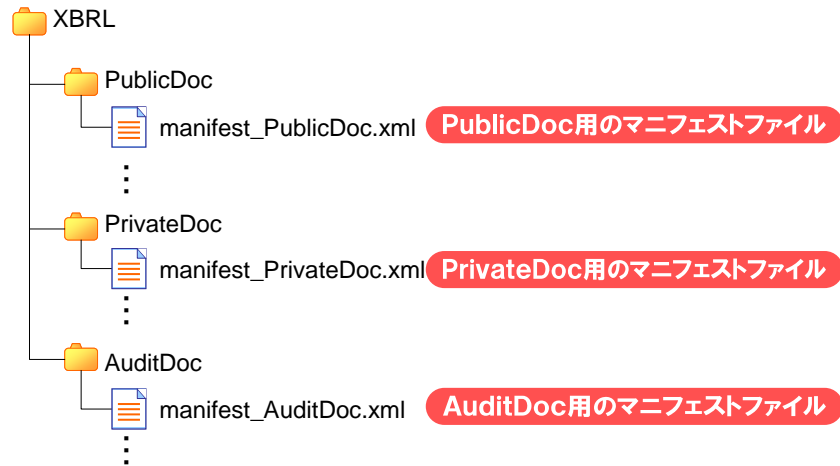 XBRL
PublicDoc
manifest_PublicDoc.xml PublicDoc用のマニフェストファイル
PrivateDoc
manifest_PrivateDoc.xml PrivateDoc用のマニフェストファイル
AuditDoc
manifest_AuditDoc.xml AuditDoc用のマニフェストファイル